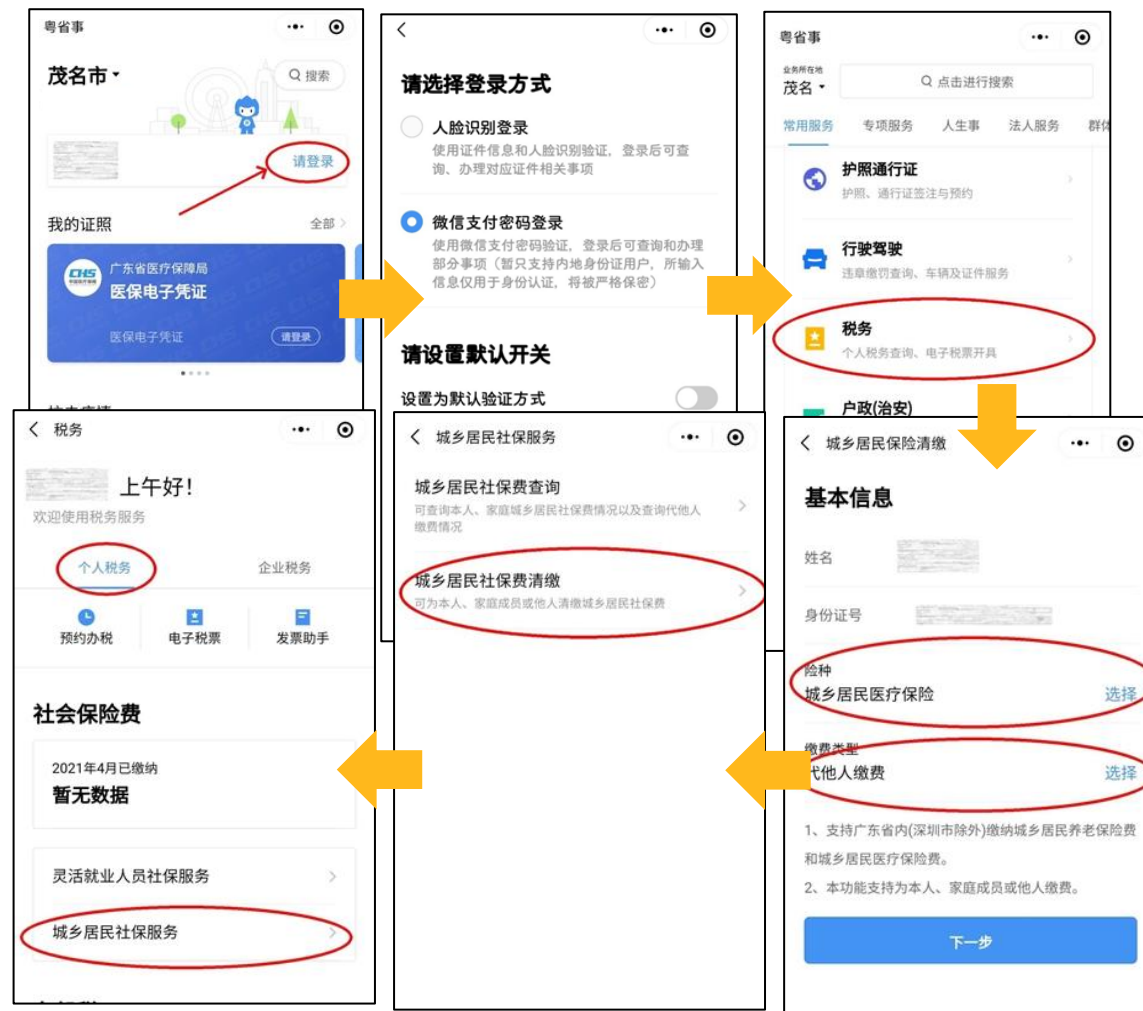 粤省事
茂名市
搜索
请登录
我的证照
全部
CHS
广东省医疗保障局
医保电子凭证
医保电子凭证
请登录
请选择登录方式
人脸识别登录
使用证件信息和人脸识别验证，登录后可查
询、办理对应证件相关事项
微信支付密码登录
使用微信支付密码验证，登录后可查询和办理
部分事项（暂只支持内地身份证用户，所输入
信息仅用于身份认证，将被严格保密）
请设置默认开关
设置为默认验证方式
粤省事
业务所在地
茂名
点击进行搜索
常用服务 专项服务 人生事 法人服务 群体
护照通行证
护照、通行证签注与预约
行驶驾驶
违章缴罚查询、车辆及证件服务
税务
个人税务查询、电子税票开具
户政(治安)
城乡居民保险清缴
基本信息
姓名
身份证号
险种
城乡居民医疗保险 选择
缴费类型
代他人缴费 选择
1、支持广东省内(深圳市除外)缴纳城乡居民养老保险费
和城乡居民医疗保险费。
2、本功能支持为本人、家庭成员或他人缴费。
下一步
城乡居民社保服务
城乡居民社保费查询
可查询本人、家庭城乡居民社保费情况以及查询代他人
缴费情况
城乡居民社保费清缴
可为本人、家庭成员或他人清缴城乡居民社保费
税务
上午好！
欢迎使用税务服务
个人税务 企业税务
预约办税 电子税票 发票助手
社会保险费
2021年4月已缴纳
暂无数据
灵活就业人员社保服务
城乡居民社保服务